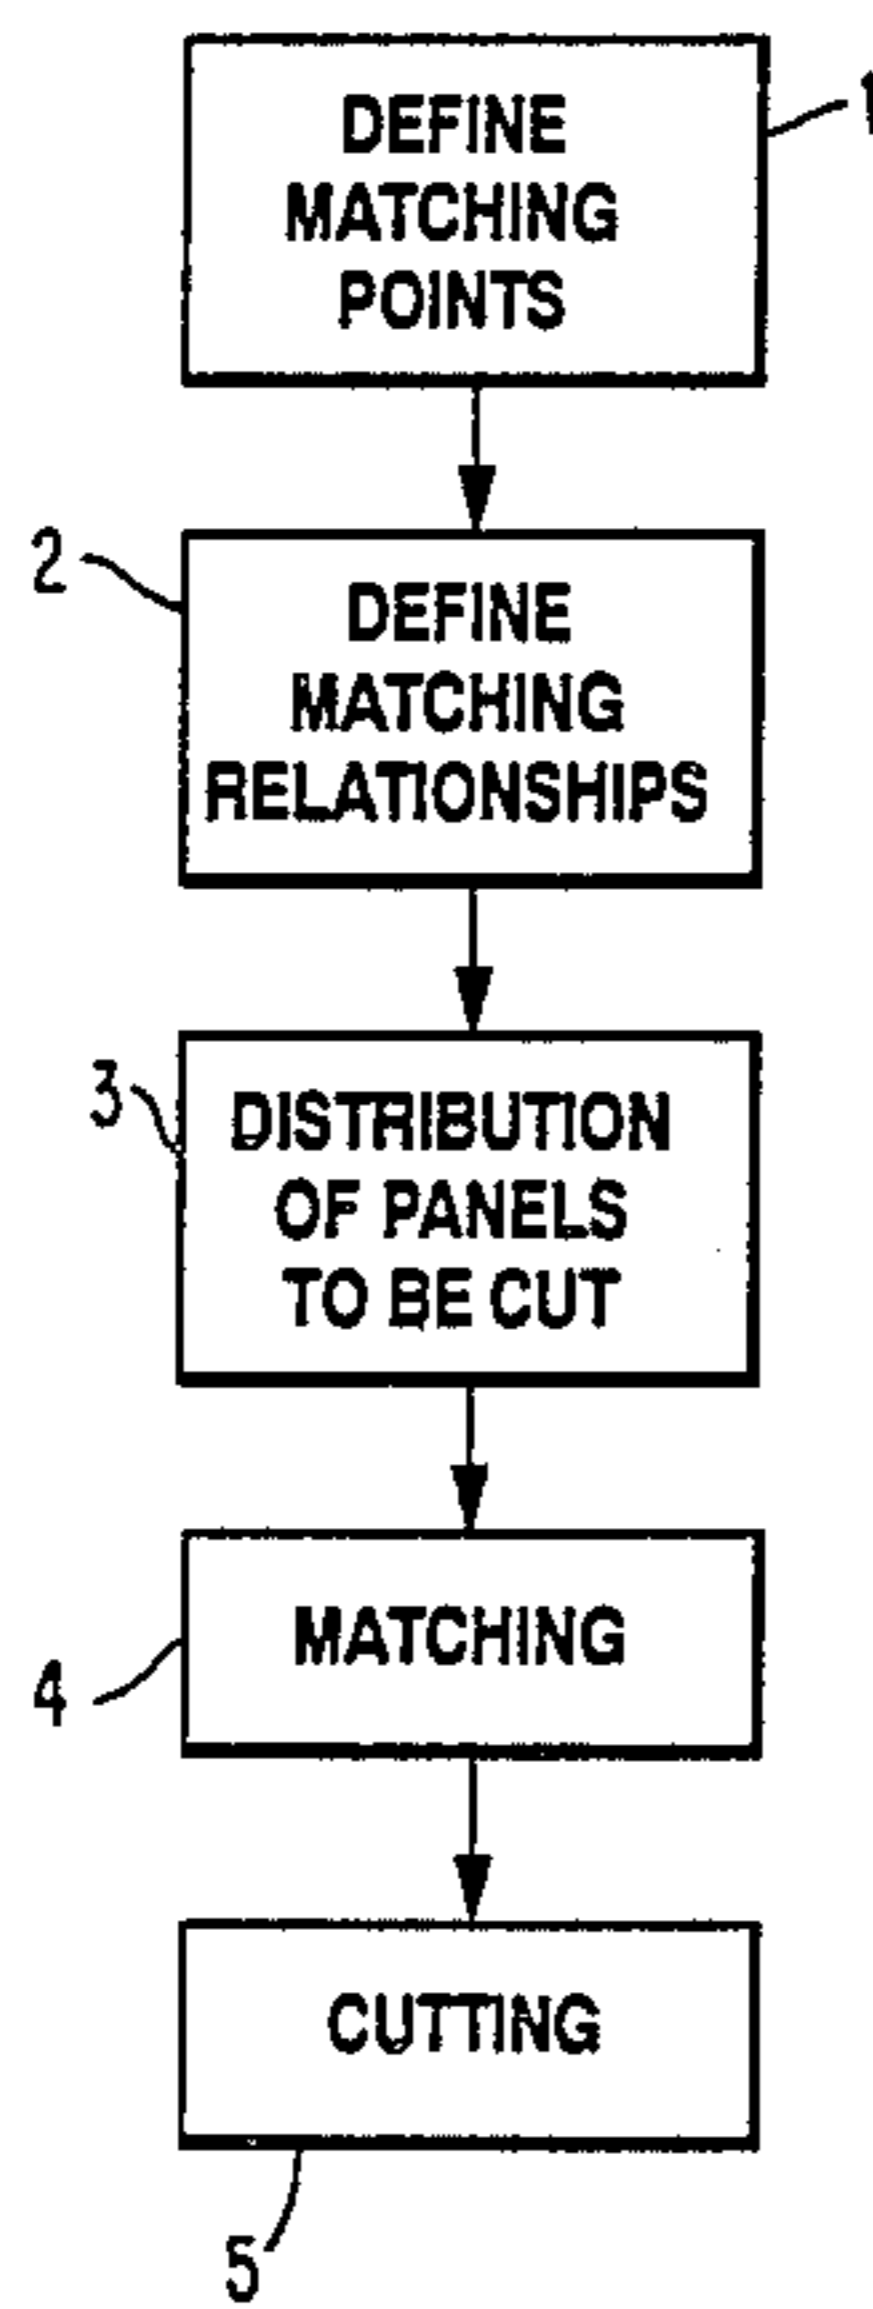 DEFINE
MATCHING
POINTS
1
2
DEFINE
MATCHING
RELATIONSHIPS
3
DISTRIBUTION
OF PANELS
TO BE CUT
4
MATCHING
CUTTING
5